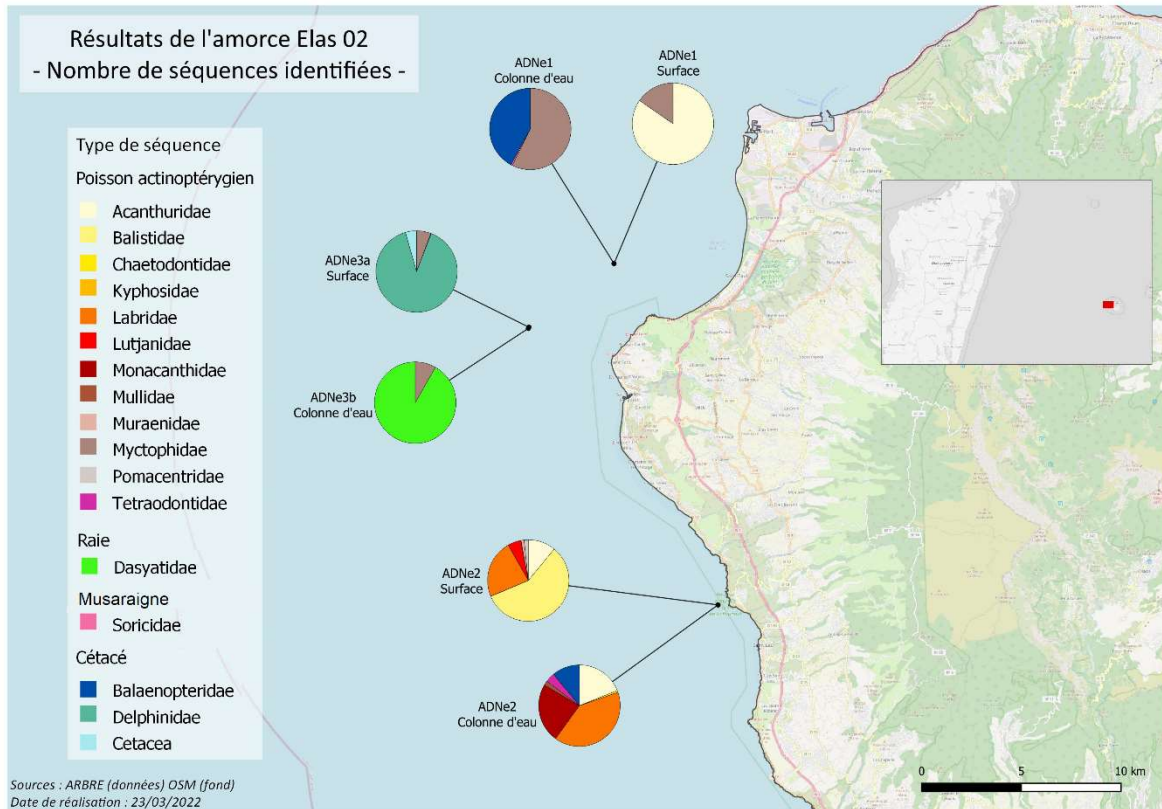 Résultats de l'amorce Elas 02
- Nombre de séquences identifiées -
ADNe1
Colonne d'eau
ADNe1
Surface
Type de séquence
Poisson actinoptérygien
Acanthuridae
Balistidae
Chaetodontidae
Kyphosidae
Labridae
Lutjanidae
Monacanthidae
Mullidae
Muraenidae
Myctophidae
Pomacentridae
Tetraodontidae
Raie
Dasyatidae
Musaraigne
Soricidae
Cétacé
Balaenopteridae
Delphinidae
Cetacea
ADNe3a
Surface
ADNe3b
Colonne d'eau
ADNe2
Surface
ADNe2
Colonne d'eau
Sources : ARBRE (données) OSM (fond)
Date de réalisation : 23/03/2022
0 5 10 km